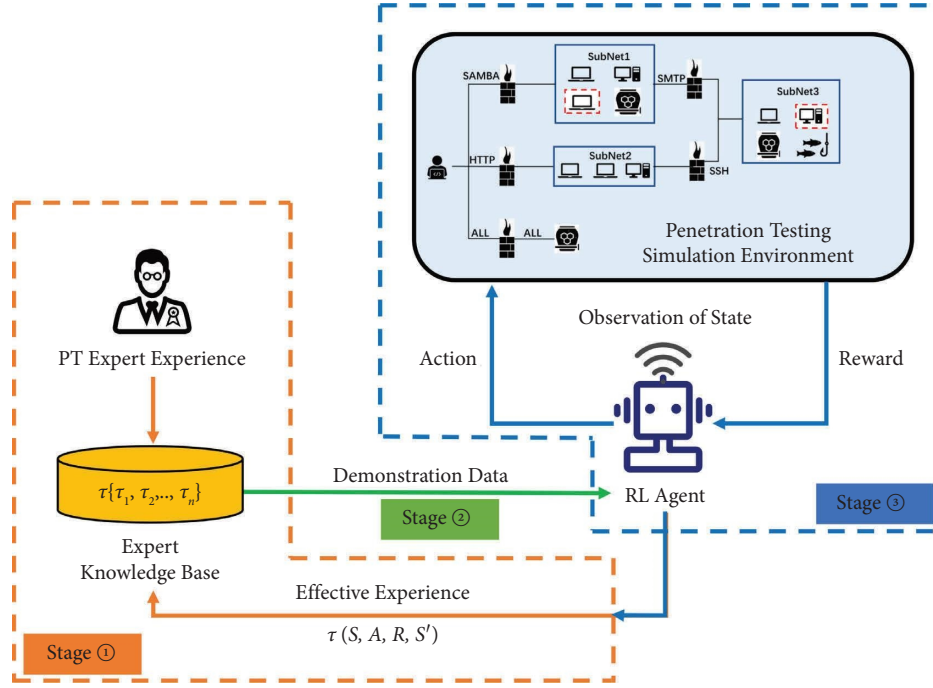 SubNet1
SAMBA
SMTP
SubNet3
HTTP
SubNet2
SSH
ALL
ALL
Penetration Testing
Simulation Environment
Observation of State
Action
Reward
PT Expert Experience
τ{τ₁, τ₂,.., τₙ}
Demonstration Data
RL Agent
Stage ②
Stage ③
Expert
Knowledge Base
Effective Experience
τ (S, A, R, S′)
Stage ①